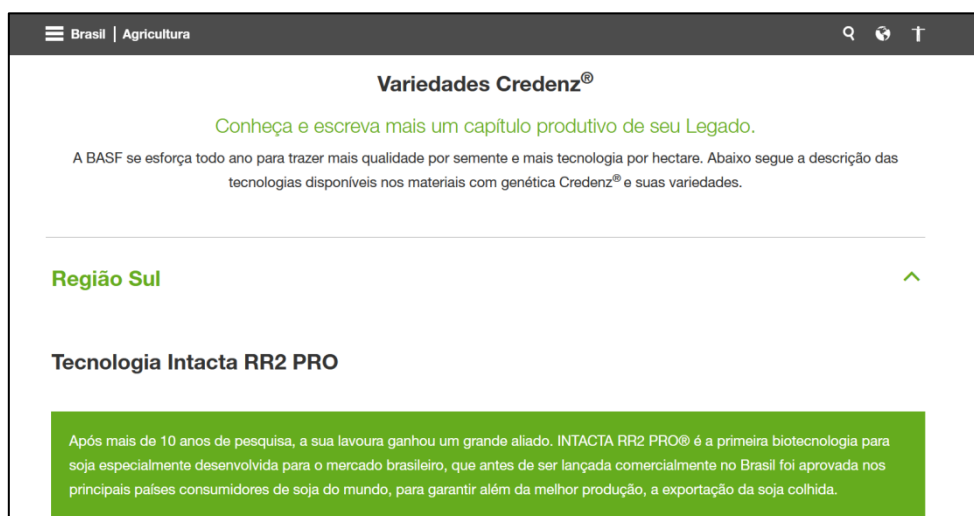 Brasil | Agricultura
Variedades Credenz®
Conheça e escreva mais um capítulo produtivo de seu Legado.
A BASF se esforça todo ano para trazer mais qualidade por semente e mais tecnologia por hectare. Abaixo segue a descrição das
tecnologias disponíveis nos materiais com genética Credenz® e suas variedades.
Região Sul
Tecnologia Intacta RR2 PRO
Após mais de 10 anos de pesquisa, a sua lavoura ganhou um grande aliado. INTACTA RR2 PRO® é a primeira biotecnologia para
soja especialmente desenvolvida para o mercado brasileiro, que antes de ser lançada comercialmente no Brasil foi aprovada nos
principais países consumidores de soja do mundo, para garantir além da melhor produção, a exportação da soja colhida.